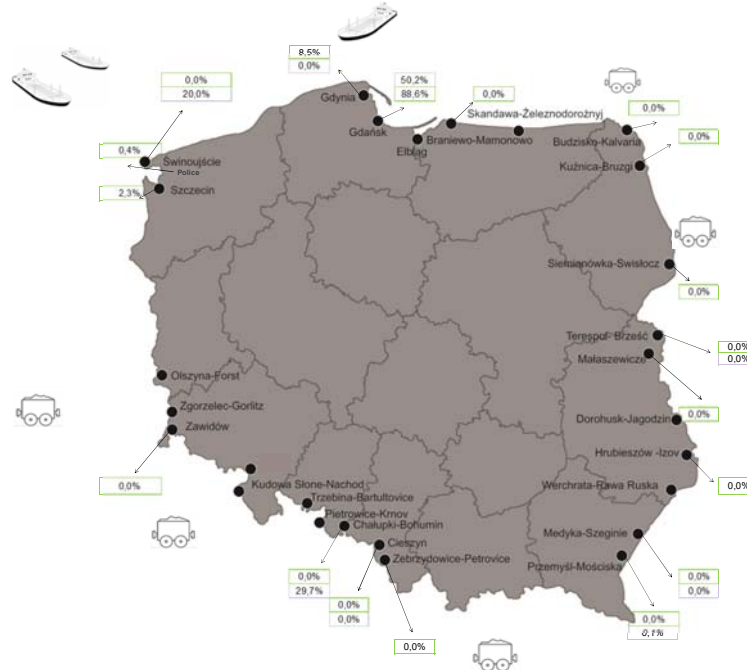 8,5%
0,0%
50,2%
88,6%
0,0%
0,0%
20,0%
0,0%
Gdynia
Skandawa-Żeleznodorożnyj
Gdańsk
Braniewo-Mamonowo
Budzisko-Kalvaria
0,0%
Elbląg
0,4%
Świnoujście
Kuźnica-Bruzgi
Police
2,3%
Szczecin
Siemianówka-Swisłocz
0,0%
Terespol- Brześć
0,0%
0,0%
Małaszewicze
Olszyna-Forst
Zgorzelec-Gorlitz
0,0%
Dorohusk-Jagodzin
Zawidów
Hrubieszów -Izov
0,0%
Kudowa Słone-Nachod
Werchrata-Rawa Ruska
0,0%
Trzebina-Bartultovice
Pietrowice-Krnov
Chałupki-Bohumin
Medyka-Szeginie
Cieszyn
Zebrzydowice-Petrovice
Przemyśl-Mościska
0,0%
29,7%
0,0%
0,0%
0,0%
0,0%
0,0%
0,0%